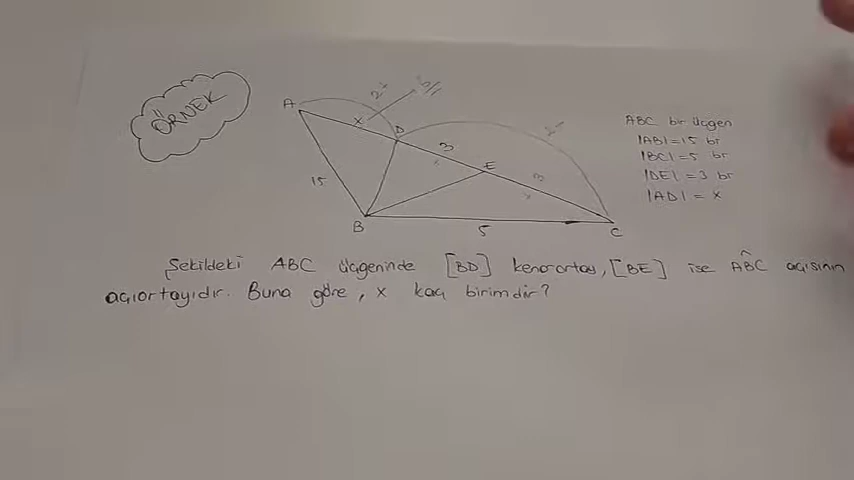 ÖRNEK
A
x
D
3
E
3
x
15
B
5
C
ABC bir üçgen
|AB|=15 br
|BC|=5 br
|DE|=3 br
|AD|=x
Şekildeki ABC üçgeninde [BD] kenarortay, [BE] ise ABC açısının
açıortayıdır. Buna göre, x kaç birimdir?